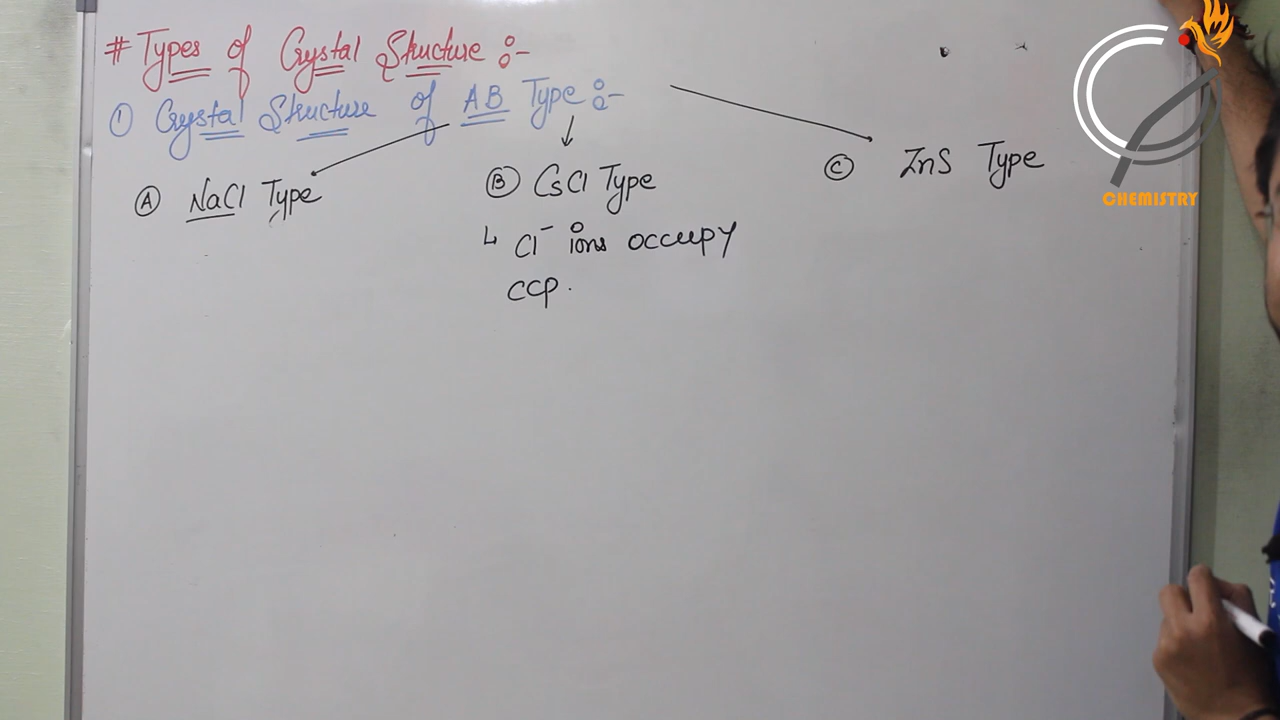 # Types of Crystal Structure :-
① Crystal Structure of AB Type :-
Ⓐ NaCl Type
Ⓑ CsCl Type
↳ Cl⁻ ions occupy
CCP.
Ⓒ ZnS Type
CHEMISTRY